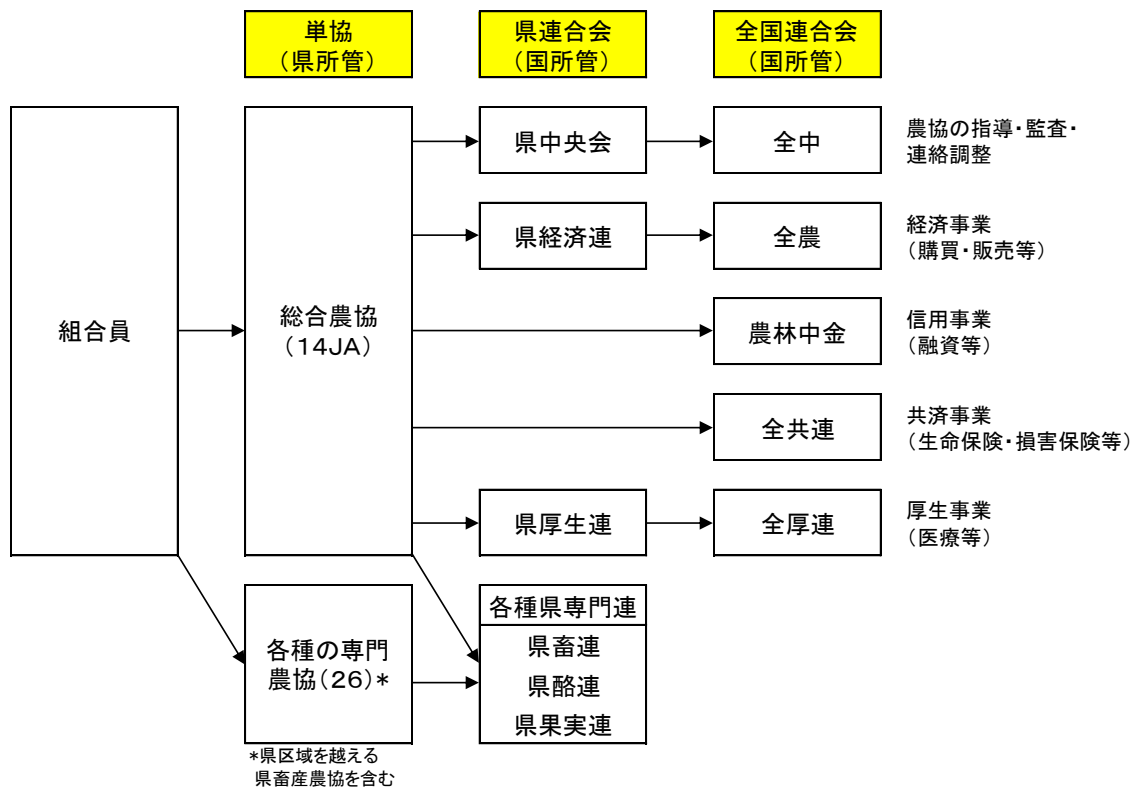 単協
（県所管）
県連合会
（国所管）
全国連合会
（国所管）
組合員
総合農協
（14JA）
県中央会
全中
農協の指導・監査・
連絡調整
県経済連
全農
経済事業
（購買・販売等）
農林中金
信用事業
（融資等）
全共連
共済事業
（生命保険・損害保険等）
県厚生連
全厚連
厚生事業
（医療等）
各種の専門
農協（26）*
*県区域を越える
県畜産農協を含む
各種県専門連
県畜連
県酪連
県果実連